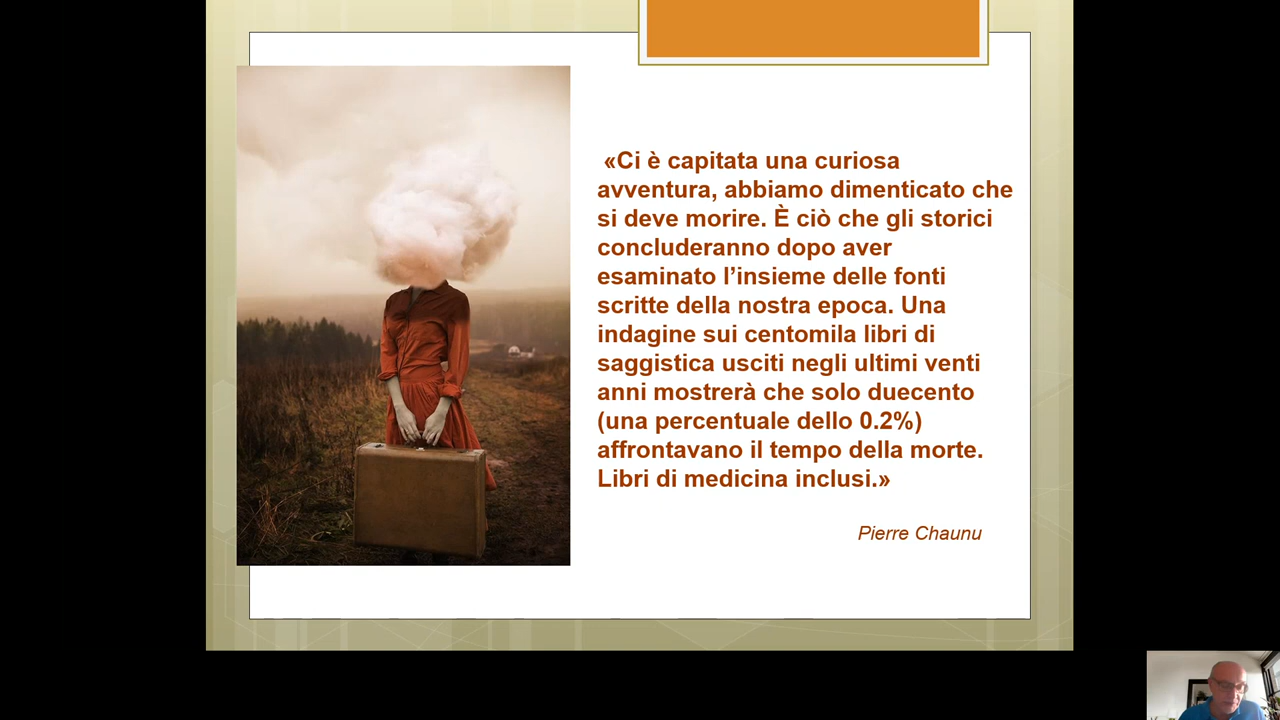 «Ci è capitata una curiosa
avventura, abbiamo dimenticato che
si deve morire. È ciò che gli storici
concluderanno dopo aver
esaminato l’insieme delle fonti
scritte della nostra epoca. Una
indagine sui centomila libri di
saggistica usciti negli ultimi venti
anni mostrerà che solo duecento
(una percentuale dello 0.2%)
affrontavano il tempo della morte.
Libri di medicina inclusi.»
Pierre Chaunu